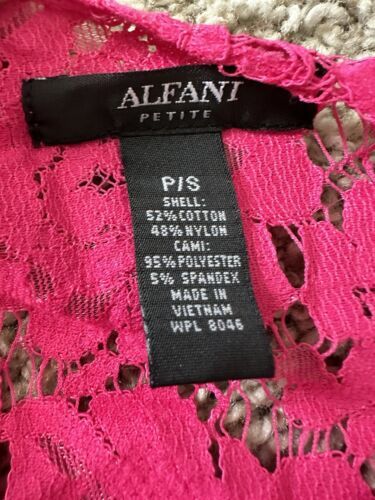 ALFANI
PETITE
P/S
SHELL:
52% COTTON
48% NYLON
CAMI:
95% POLYESTER
5% SPANDEX
MADE IN
VIETNAM
WPL 8046